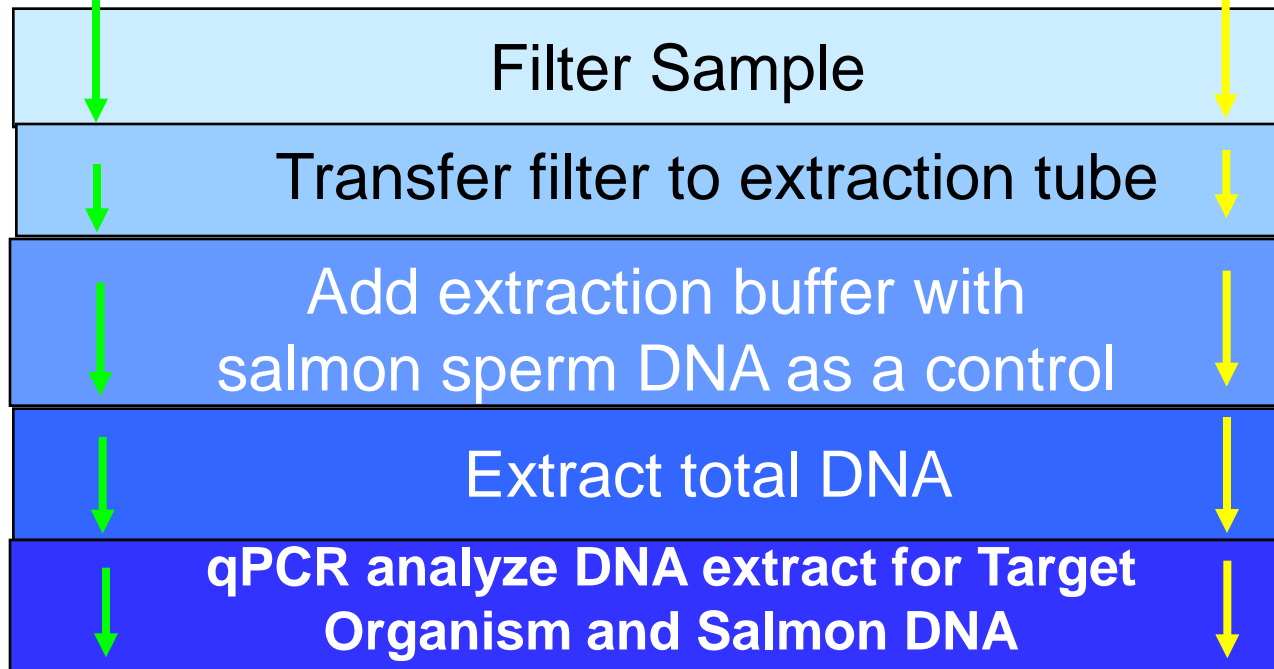 Filter Sample
Transfer filter to extraction tube
Add extraction buffer with
salmon sperm DNA as a control
Extract total DNA
qPCR analyze DNA extract for Target
Organism and Salmon DNA